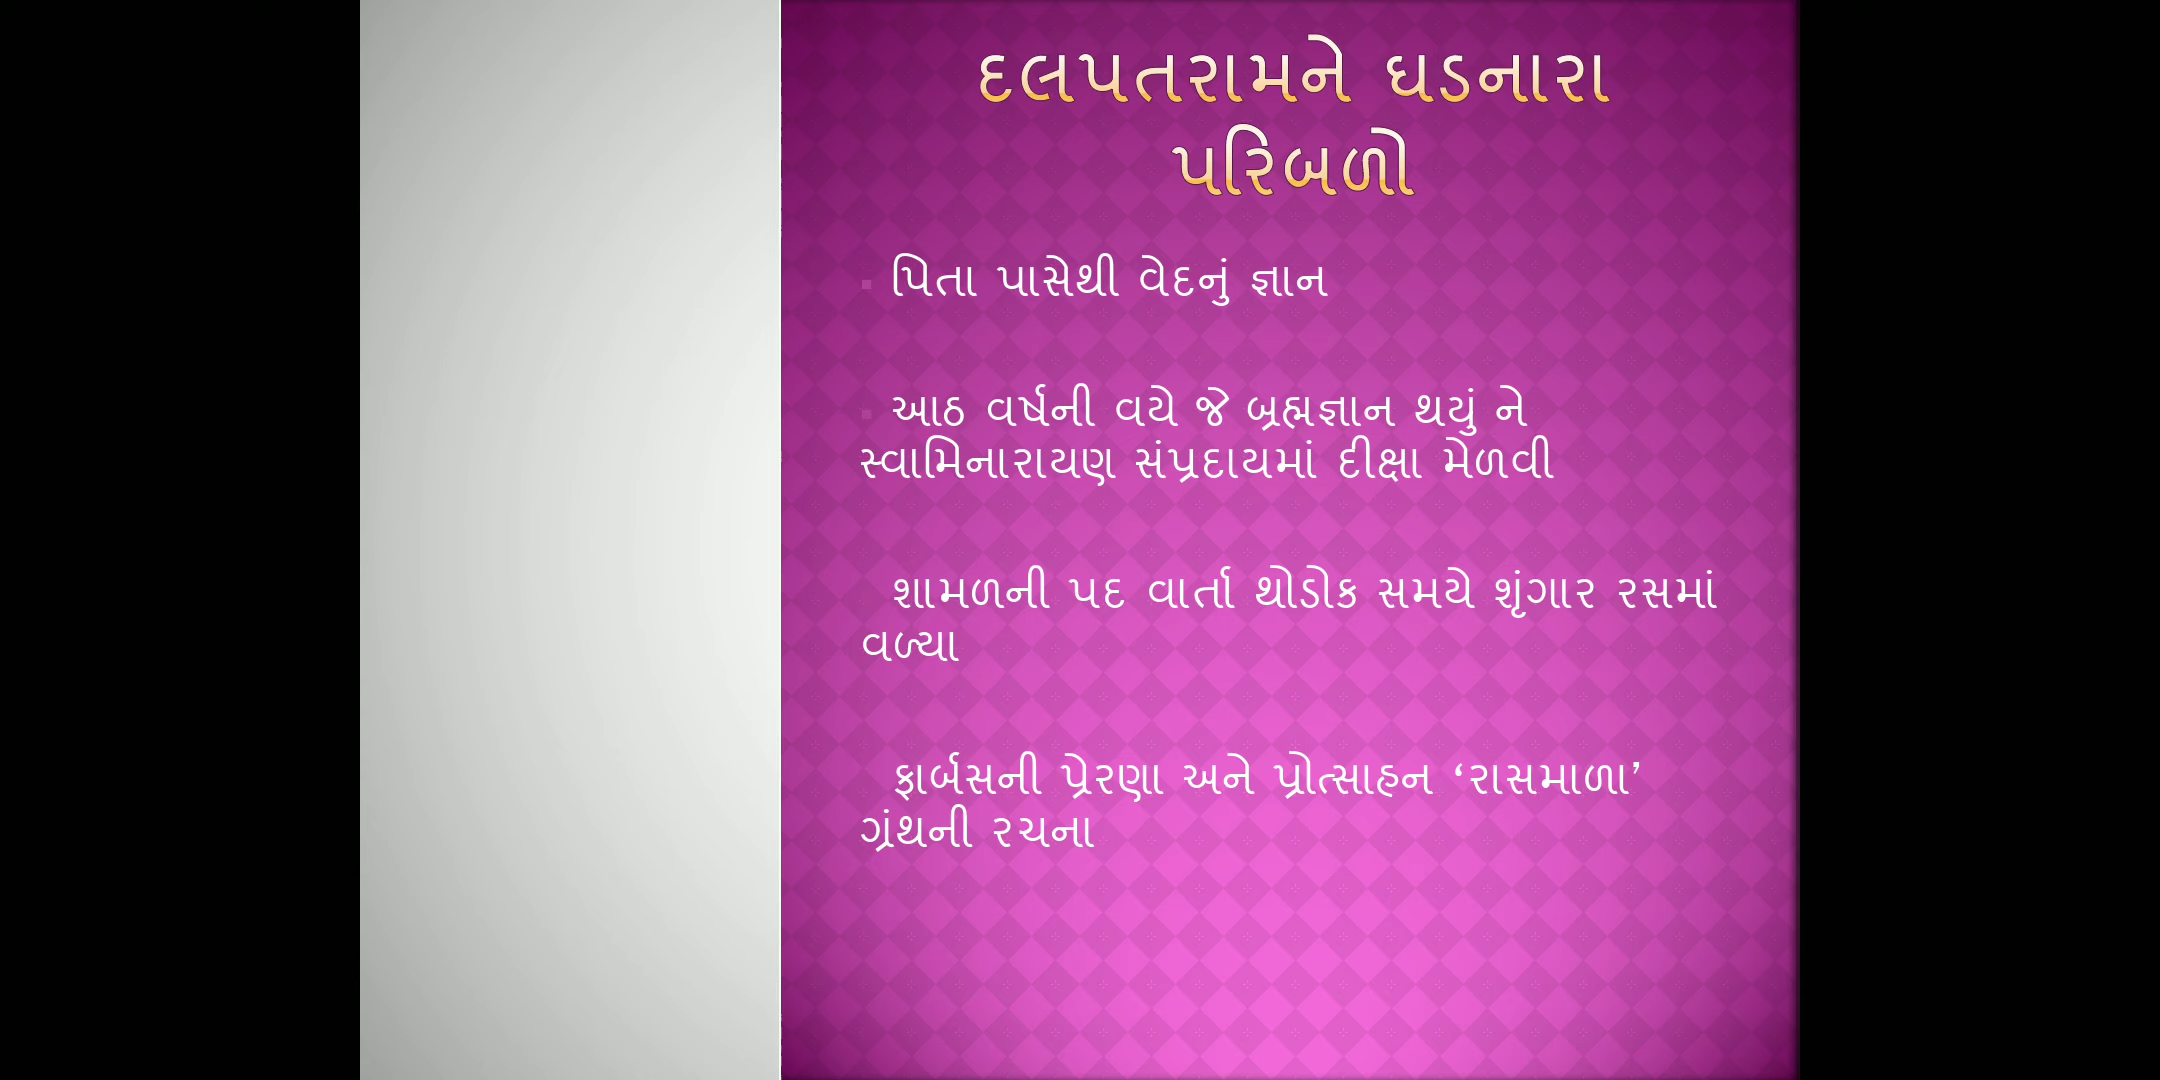 દલપતરામને ઘડનારા
પરિબળો
▪ પિતા પાસેથી વેદનું જ્ઞાન
▪ આઠ વર્ષની વયે જે બ્રહ્મજ્ઞાન થયું ને
સ્વામિનારાયણ સંપ્રદાયમાં દીક્ષા મેળવી
શામળની પદ વાર્તા થોડોક સમયે શૃંગાર રસમાં
વળ્યા
ફાર્બસની પ્રેરણા અને પ્રોત્સાહન ‘રાસમાળા’
ગ્રંથની રચના